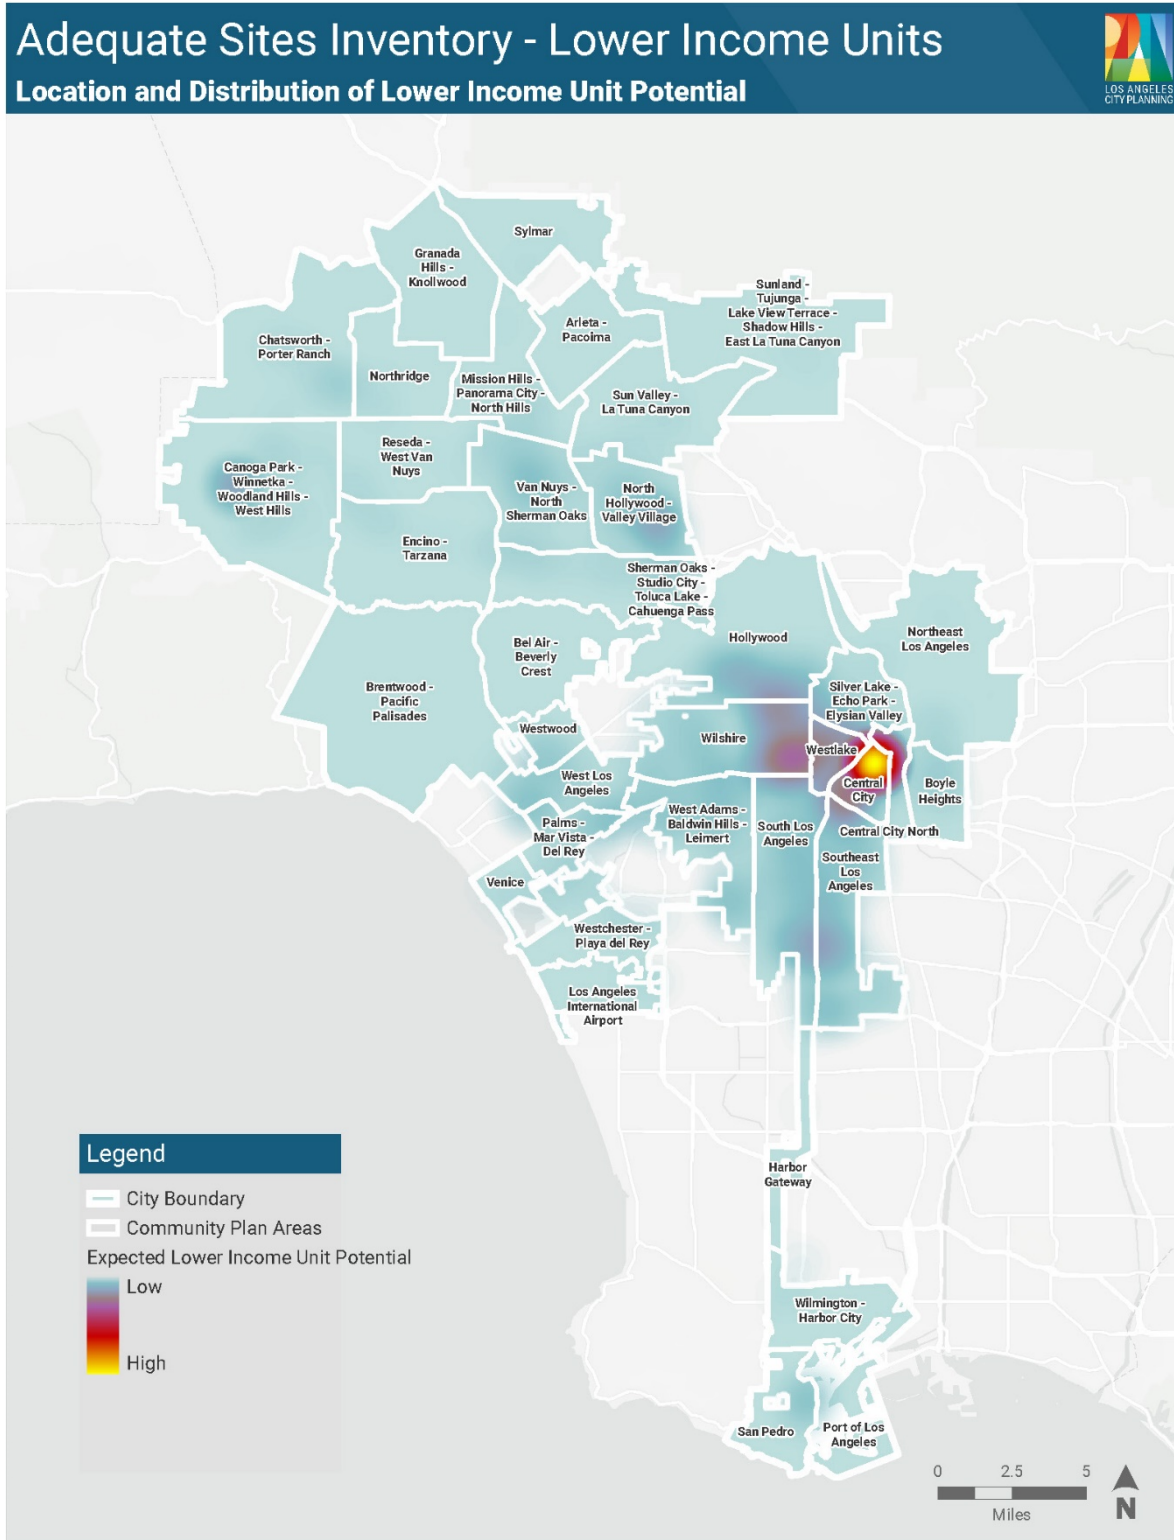 Adequate Sites Inventory - Lower Income Units
Location and Distribution of Lower Income Unit Potential
LOS ANGELES
CITY PLANNING
Sylmar
Granada
Hills -
Knollwood
Sunland -
Tujunga -
Lake View Terrace -
Shadow Hills -
East La Tuna Canyon
Arleta -
Pacoima
Chatsworth -
Porter Ranch
Northridge
Mission Hills -
Panorama City -
North Hills
Sun Valley -
La Tuna Canyon
Reseda -
West Van
Nuys
Canoga Park -
Winnetka -
Woodland Hills -
West Hills
Van Nuys -
North
Sherman Oaks
North
Hollywood -
Valley Village
Encino -
Tarzana
Sherman Oaks -
Studio City -
Toluca Lake -
Cahuenga Pass
Hollywood
Northeast
Los Angeles
Bel Air -
Beverly
Crest
Brentwood -
Pacific
Palisades
Silver Lake -
Echo Park -
Elysian Valley
Westwood
Wilshire
Westlake
West Los
Angeles
Central
City
Boyle
Heights
West Adams -
Baldwin Hills -
Leimert
South Los
Angeles
Central City North
Palms -
Mar Vista -
Del Rey
Southeast
Los
Angeles
Venice
Westchester -
Playa del Rey
Los Angeles
International
Airport
Harbor
Gateway
Wilmington -
Harbor City
San Pedro
Port of Los
Angeles
Legend
City Boundary
Community Plan Areas
Expected Lower Income Unit Potential
Low
High
0 2.5 5
Miles
N